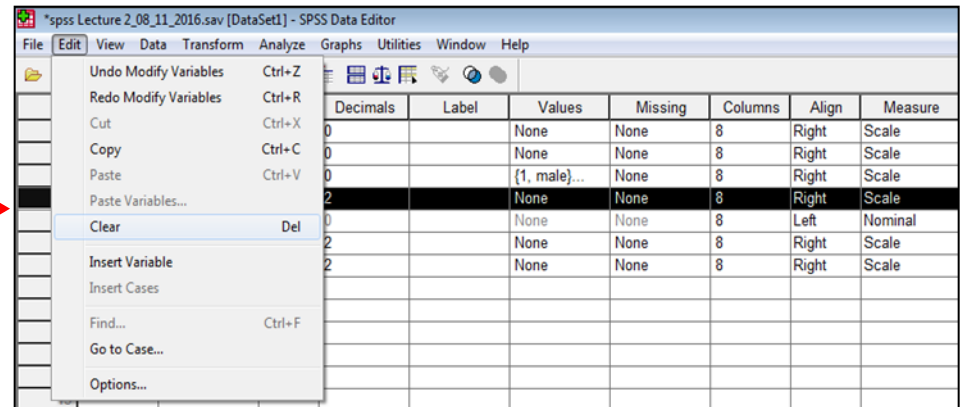 *spss Lecture 2_08_11_2016.sav [DataSet1] - SPSS Data Editor
File Edit View Data Transform Analyze Graphs Utilities Window Help
Undo Modify Variables Ctrl+Z
Redo Modify Variables Ctrl+R
Cut Ctrl+X
Copy Ctrl+C
Paste Ctrl+V
Paste Variables...
Clear Del
Insert Variable
Insert Cases
Find... Ctrl+F
Go to Case...
Options...
Decimals Label Values Missing Columns Align Measure
0 None None 8 Right Scale
0 None None 8 Right Scale
0 {1, male}... None 8 Right Scale
2 None None 8 Right Scale
0 None None 8 Left Nominal
2 None None 8 Right Scale
2 None None 8 Right Scale